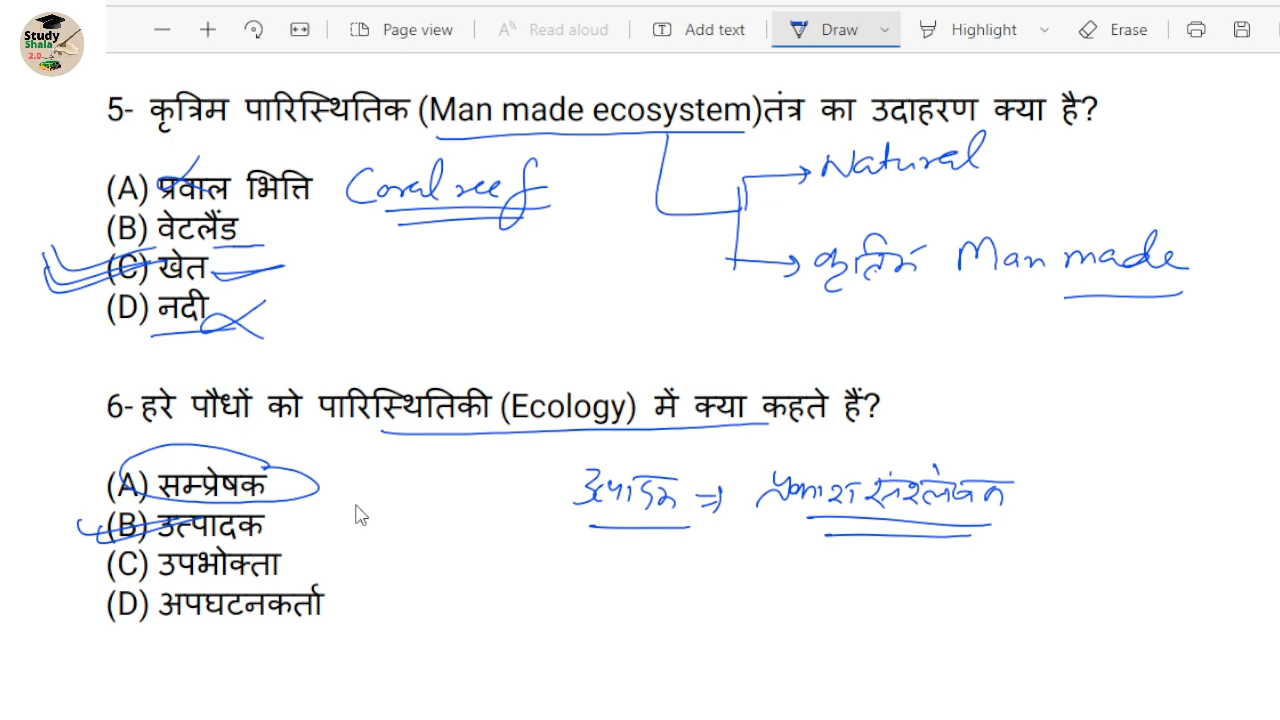 Study
Shala
2.0
Page view
Read aloud
Add text
Draw
Highlight
Erase
5- कृत्रिम पारिस्थितिक (Man made ecosystem)तंत्र का उदाहरण क्या है?
Natural
(A) प्रवाल भित्ति Coral reef
(B) वेटलैंड
(C) खेत
कृत्रिम Man made
(D) नदी
6- हरे पौधों को पारिस्थितिकी (Ecology) में क्या कहते हैं?
(A) सम्प्रेषक
उत्पादक ⇒ प्रकाश संश्लेषण
(B) उत्पादक
(C) उपभोक्ता
(D) अपघटनकर्ता